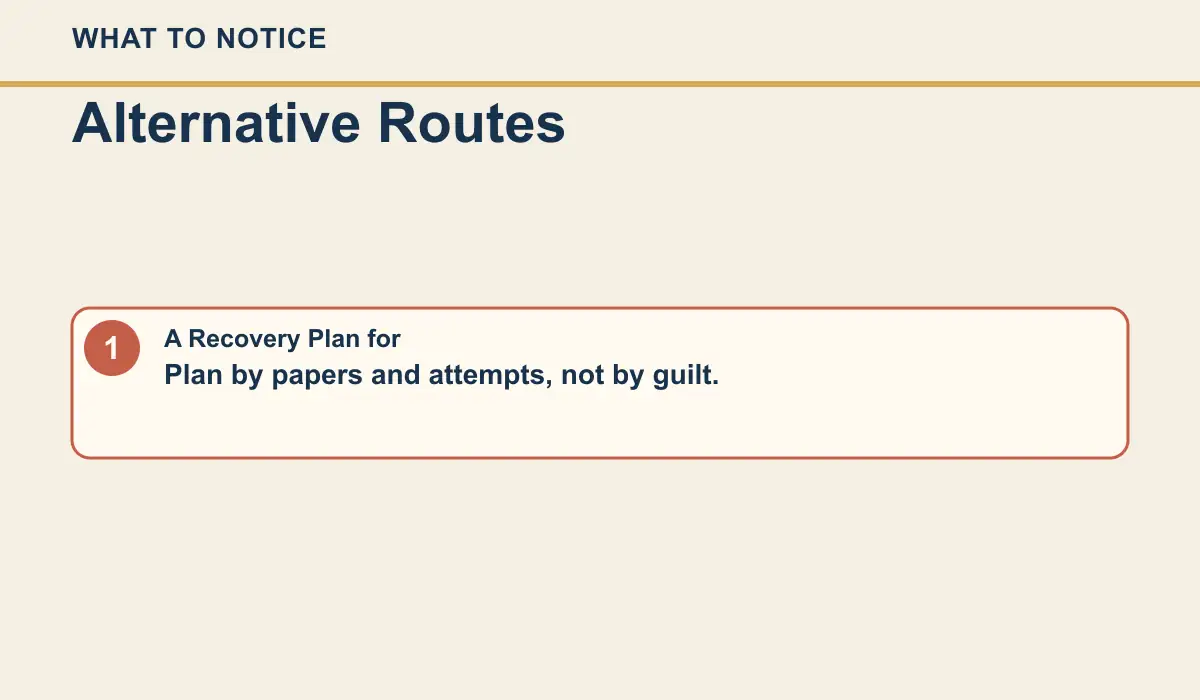 WHAT TO NOTICE
Alternative Routes
1
A Recovery Plan for
Plan by papers and attempts, not by guilt.